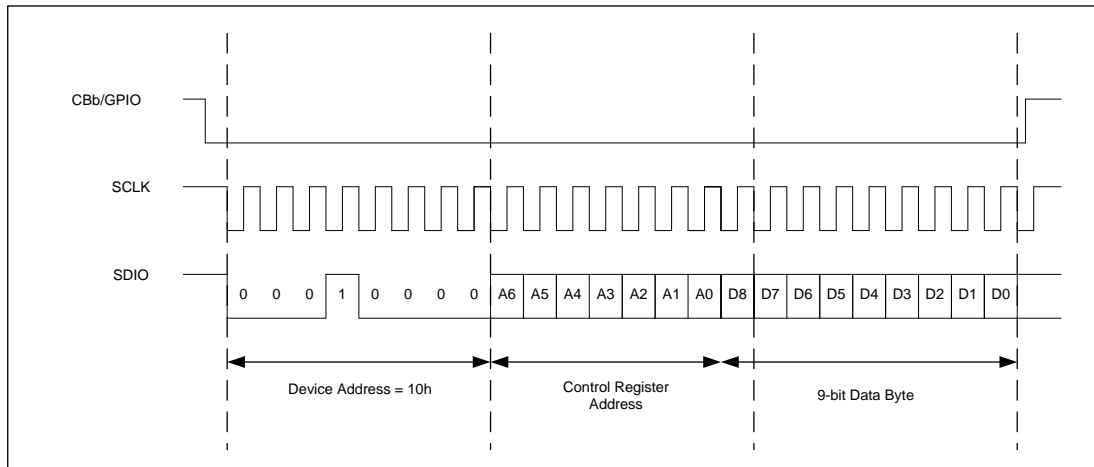 CBb/GPIO
SCLK
SDIO
0 0 0 1 0 0 0 0 A6 A5 A4 A3 A2 A1 A0 D8 D7 D6 D5 D4 D3 D2 D1 D0
Device Address = 10h
Control Register
Address
9-bit Data Byte